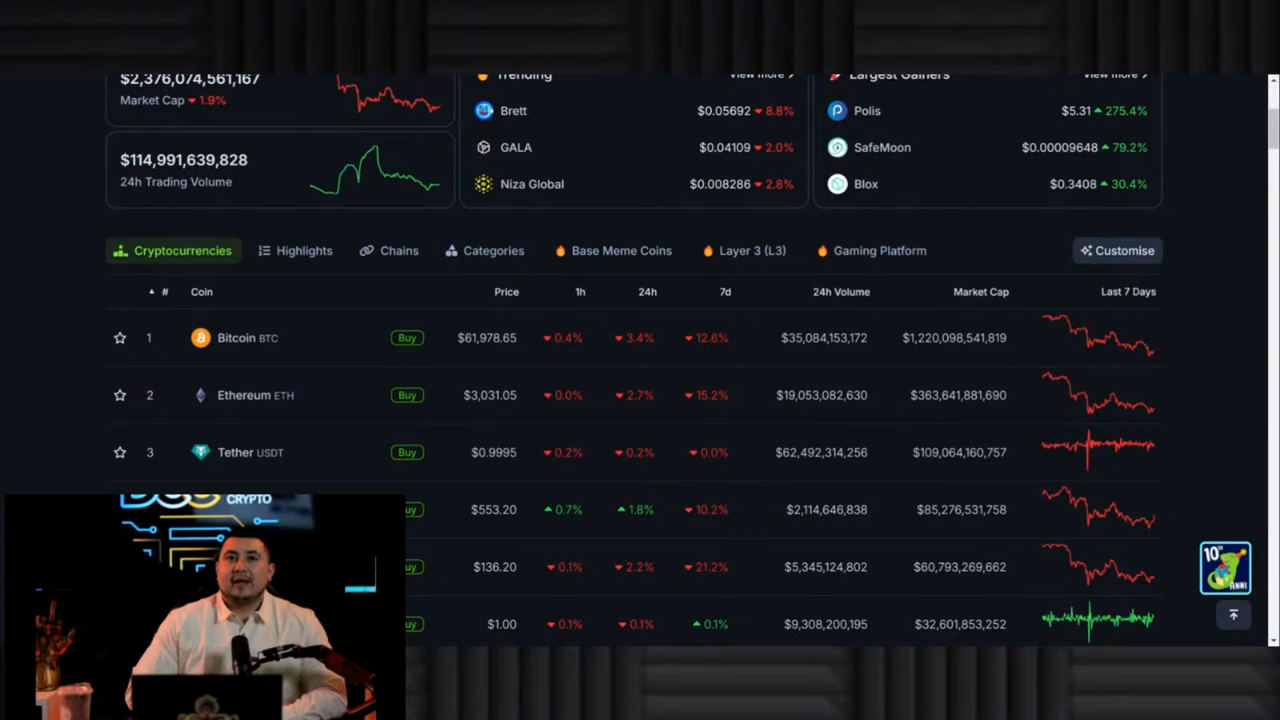 $2,376,074,561,167
Market Cap ▼ 1.9%
$114,991,639,828
24h Trading Volume
Trending View more >
Brett $0.05692 ▼ 8.8%
GALA $0.04109 ▼ 2.0%
Niza Global $0.008286 ▼ 2.8%
Largest Gainers View more >
Polis $5.31 ▲ 275.4%
SafeMoon $0.00009648 ▲ 79.2%
Blox $0.3408 ▲ 30.4%
Cryptocurrencies Highlights Chains Categories Base Meme Coins Layer 3 (L3) Gaming Platform Customise
▲ # Coin Price 1h 24h 7d 24h Volume Market Cap Last 7 Days
1 Bitcoin BTC Buy $61,978.65 ▼ 0.4% ▼ 3.4% ▼ 12.6% $35,084,153,172 $1,220,098,541,819
2 Ethereum ETH Buy $3,031.05 ▼ 0.0% ▼ 2.7% ▼ 15.2% $19,053,082,630 $363,641,881,690
3 Tether USDT Buy $0.9995 ▼ 0.2% ▼ 0.2% ▼ 0.0% $62,492,314,256 $109,064,160,757
uy $553.20 ▲ 0.7% ▲ 1.8% ▼ 10.2% $2,114,646,838 $85,276,531,758
uy $136.20 ▼ 0.1% ▼ 2.2% ▼ 21.2% $5,345,124,802 $60,793,269,662
uy $1.00 ▼ 0.1% ▼ 0.1% ▲ 0.1% $9,308,200,195 $32,601,853,252
CRYPTO
10th
ANNI